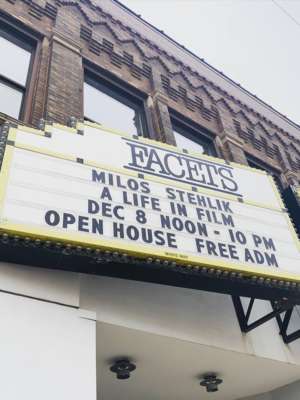 FACETS
MILOS STEHLIK
A LIFE IN FILM
DEC 8 NOON - 10 PM
OPEN HOUSE FREE ADM